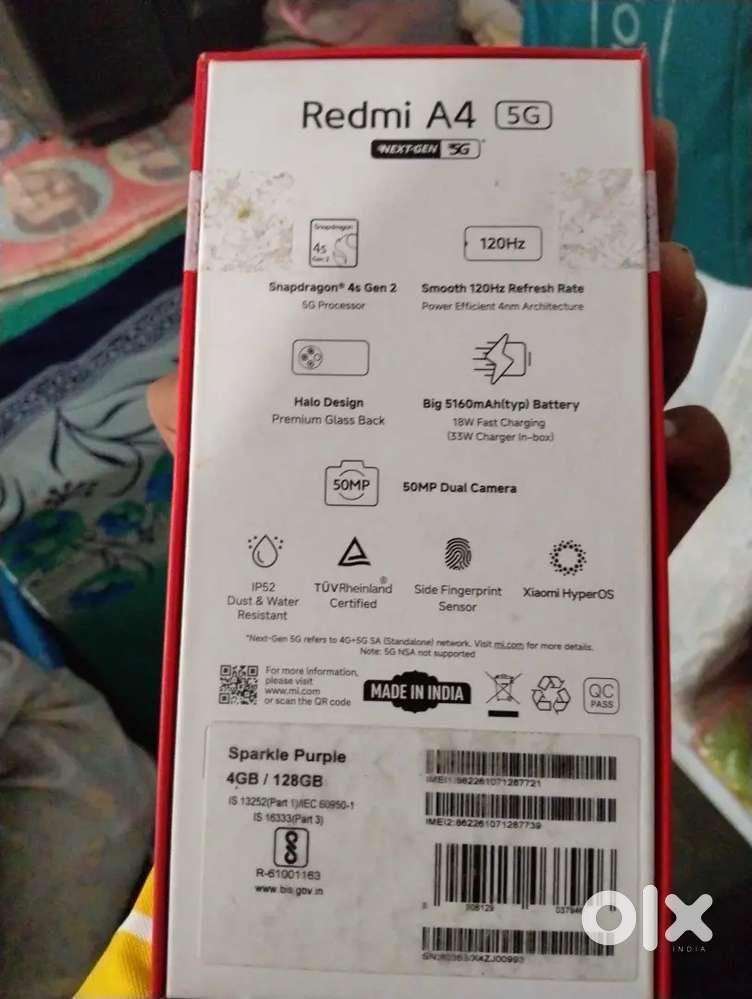 Redmi A4 5G
NEXT-GEN 5G*
Snapdragon
4s
Gen 2
120Hz
Snapdragon® 4s Gen 2
5G Processor
Smooth 120Hz Refresh Rate
Power Efficient 4nm Architecture
Halo Design
Premium Glass Back
Big 5160mAh(typ) Battery
18W Fast Charging
(33W Charger In-box)
50MP
50MP Dual Camera
IP52
Dust & Water
Resistant
TÜVRheinland®
Certified
Side Fingerprint
Sensor
Xiaomi HyperOS
*Next-Gen 5G refers to 4G+5G SA (Standalone) network. Visit mi.com for more details.
Note: 5G NSA not supported
For more information,
please visit
www.mi.com
or scan the QR code
MADE IN INDIA
QC
PASS
Sparkle Purple
4GB / 128GB
IS 13252(Part 1)/IEC 60950-1
IS 16333(Part 3)
R-61001163
www.bis.gov.in
IMEI1:862261071287721
IMEI2:862261071287739
olx
INDIA